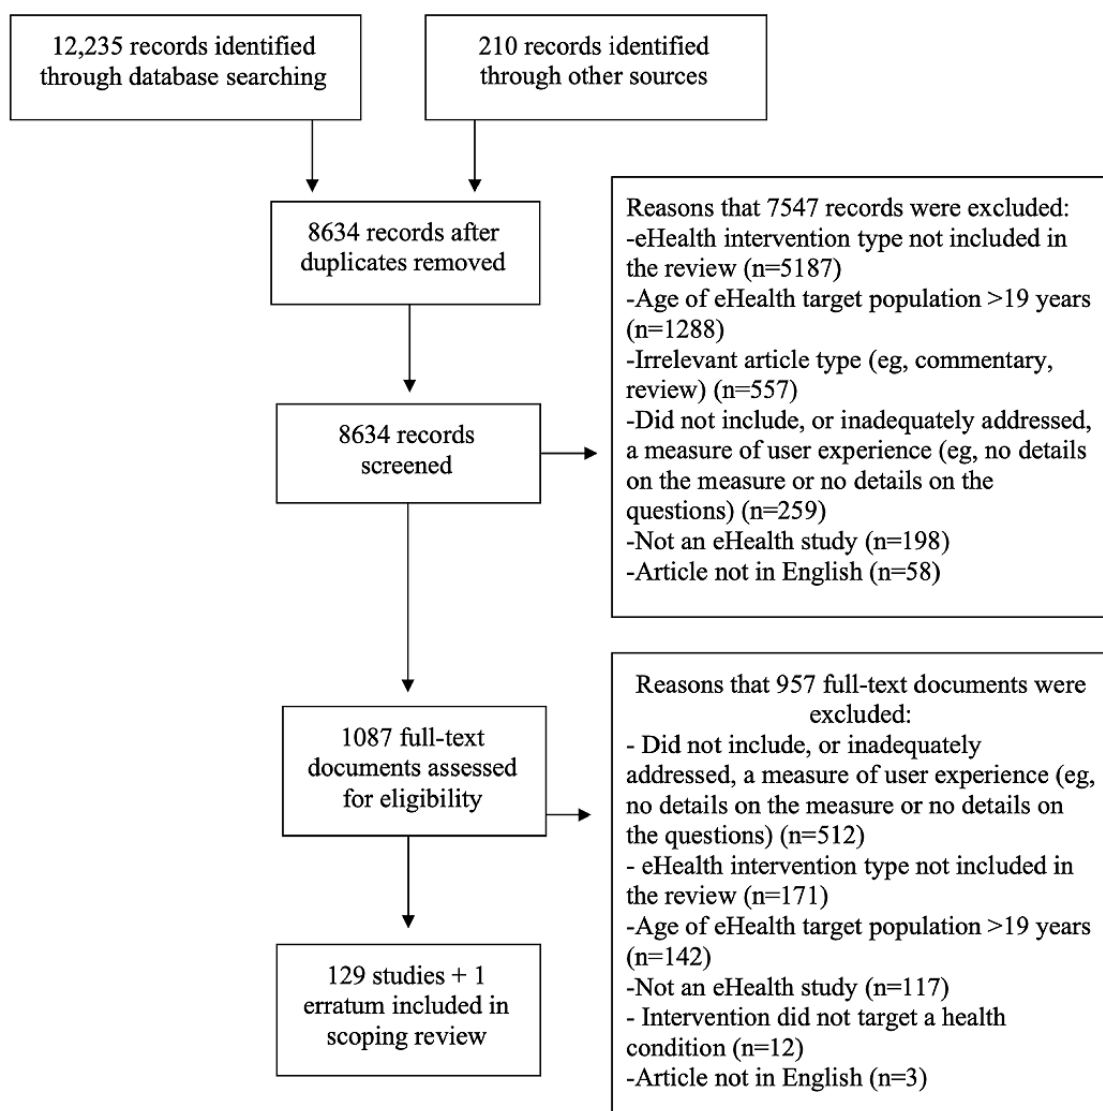 12,235 records identified
through database searching
210 records identified
through other sources
8634 records after
duplicates removed
8634 records
screened
Reasons that 7547 records were excluded:
-eHealth intervention type not included in
the review (n=5187)
-Age of eHealth target population >19 years
(n=1288)
-Irrelevant article type (eg, commentary,
review) (n=557)
-Did not include, or inadequately addressed,
a measure of user experience (eg, no details
on the measure or no details on the
questions) (n=259)
-Not an eHealth study (n=198)
-Article not in English (n=58)
1087 full-text
documents assessed
for eligibility
Reasons that 957 full-text documents were
excluded:
- Did not include, or inadequately
addressed, a measure of user experience (eg,
no details on the measure or no details on
the questions) (n=512)
- eHealth intervention type not included in
the review (n=171)
-Age of eHealth target population >19 years
(n=142)
-Not an eHealth study (n=117)
- Intervention did not target a health
condition (n=12)
-Article not in English (n=3)
129 studies + 1
erratum included in
scoping review